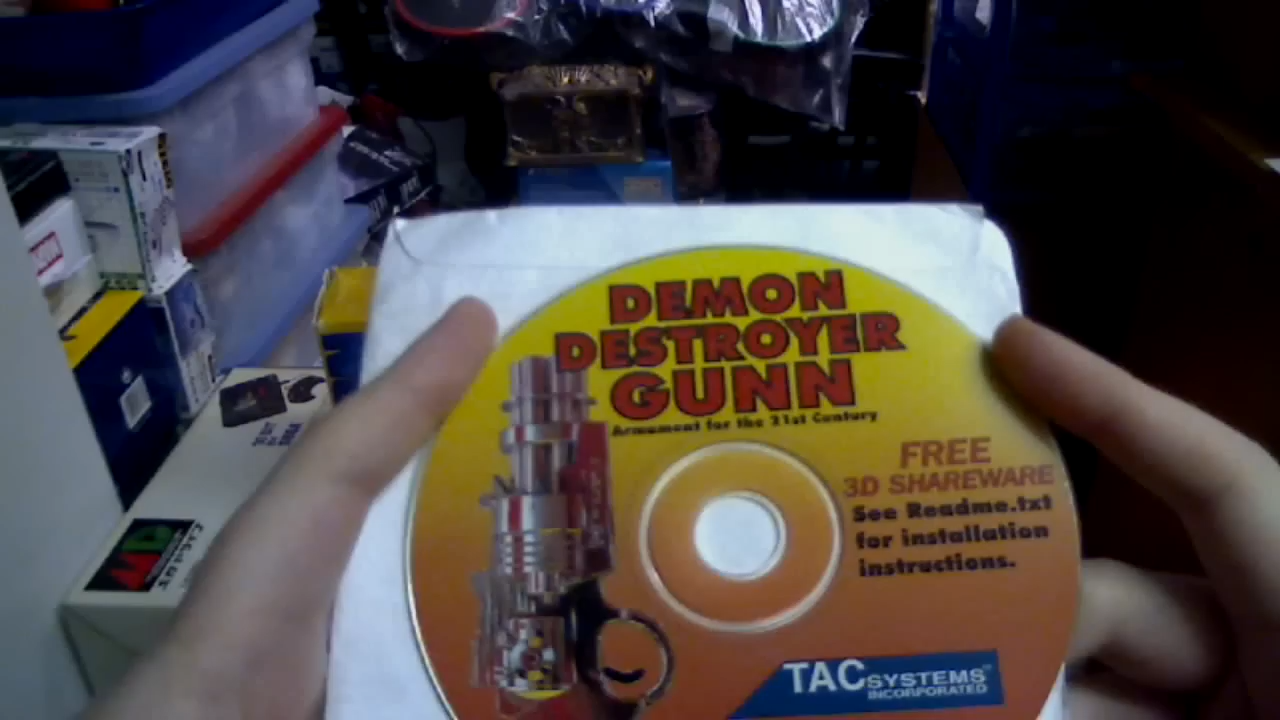 DEMON
DESTROYER
GUNN
Armament for the 21st Century
FREE
3D SHAREWARE
See Readme.txt
for installation
instructions.
TAC SYSTEMS™
INCORPORATED